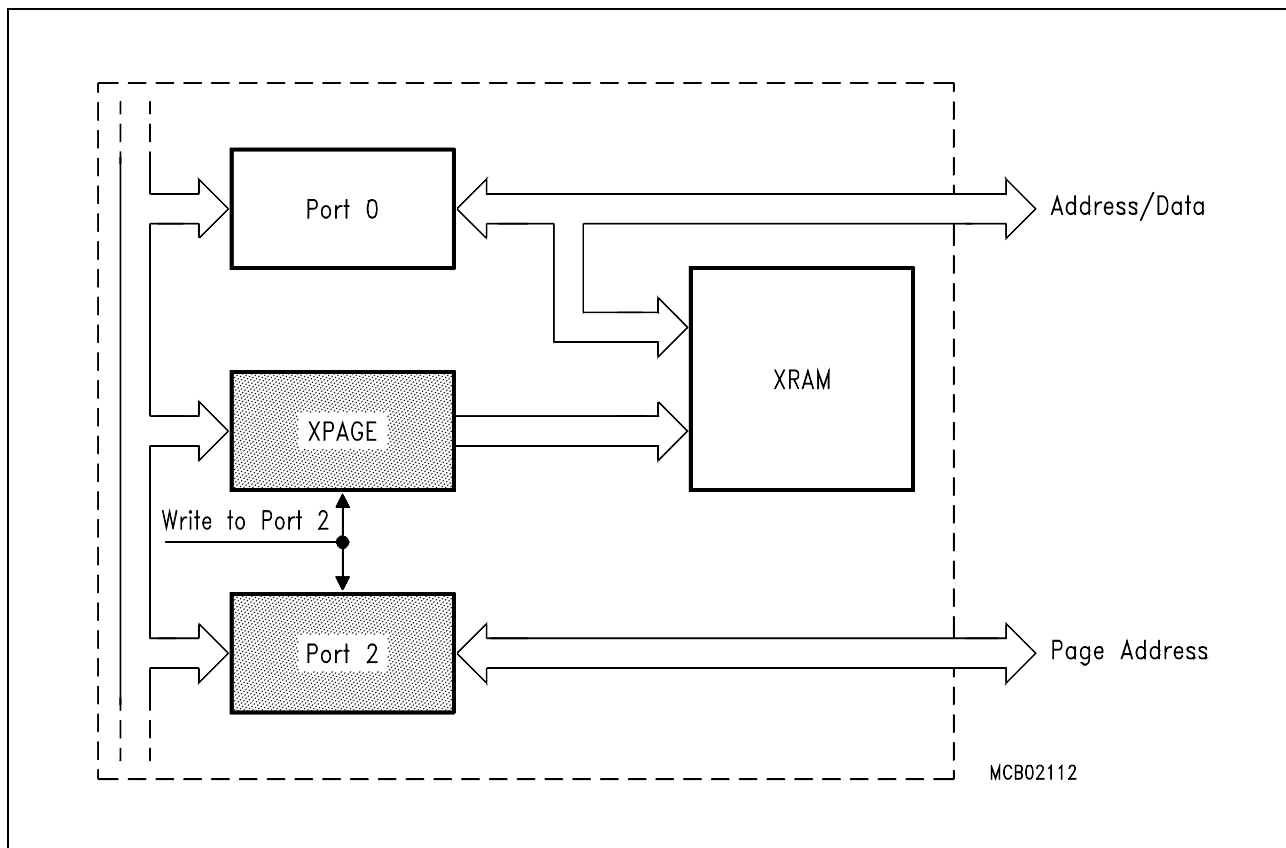 Port 0
Address/Data
XRAM
XPAGE
Write to Port 2
Port 2
Page Address
MCB02112